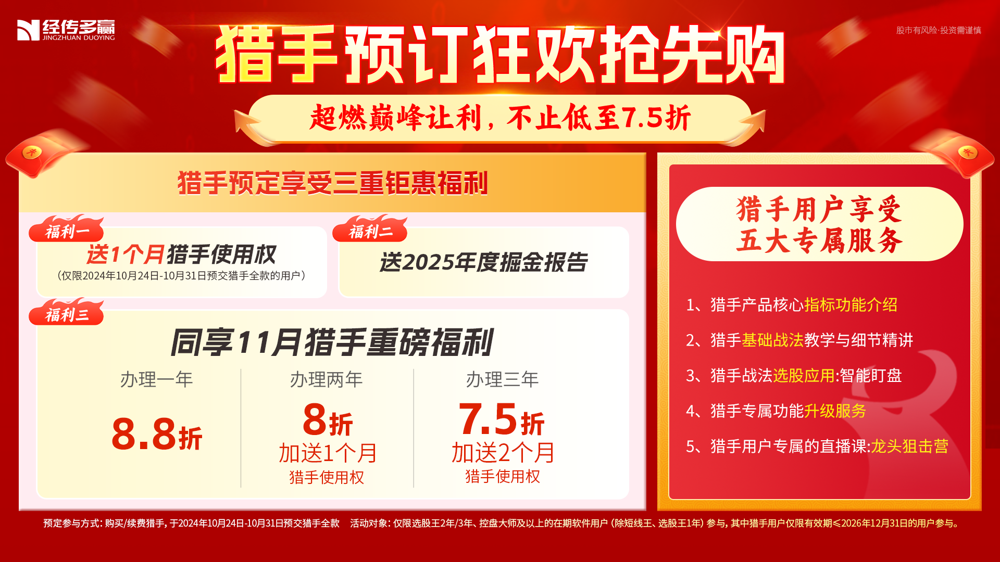 经传多赢
JINGZHUAN DUOYING
股市有风险·投资需谨慎
猎手预订狂欢抢先购
超燃巅峰让利，不止低至7.5折
猎手预定享受三重钜惠福利
福利一
送1个月猎手使用权
（仅限2024年10月24日-10月31日预交猎手全款的用户）
福利二
送2025年度掘金报告
福利三
同享11月猎手重磅福利
办理一年
8.8折
办理两年
8折
加送1个月
猎手使用权
办理三年
7.5折
加送2个月
猎手使用权
猎手用户享受
五大专属服务
1、猎手产品核心指标功能介绍
2、猎手基础战法教学与细节精讲
3、猎手战法选股应用:智能盯盘
4、猎手专属功能升级服务
5、猎手用户专属的直播课:龙头狙击营
预定参与方式：购买/续费猎手，于2024年10月24日-10月31日预交猎手全款 活动对象：仅限选股王2年/3年、控盘大师及以上的在期软件用户（除短线王、选股王1年）参与，其中猎手用户仅限有效期≤2026年12月31日的用户参与。